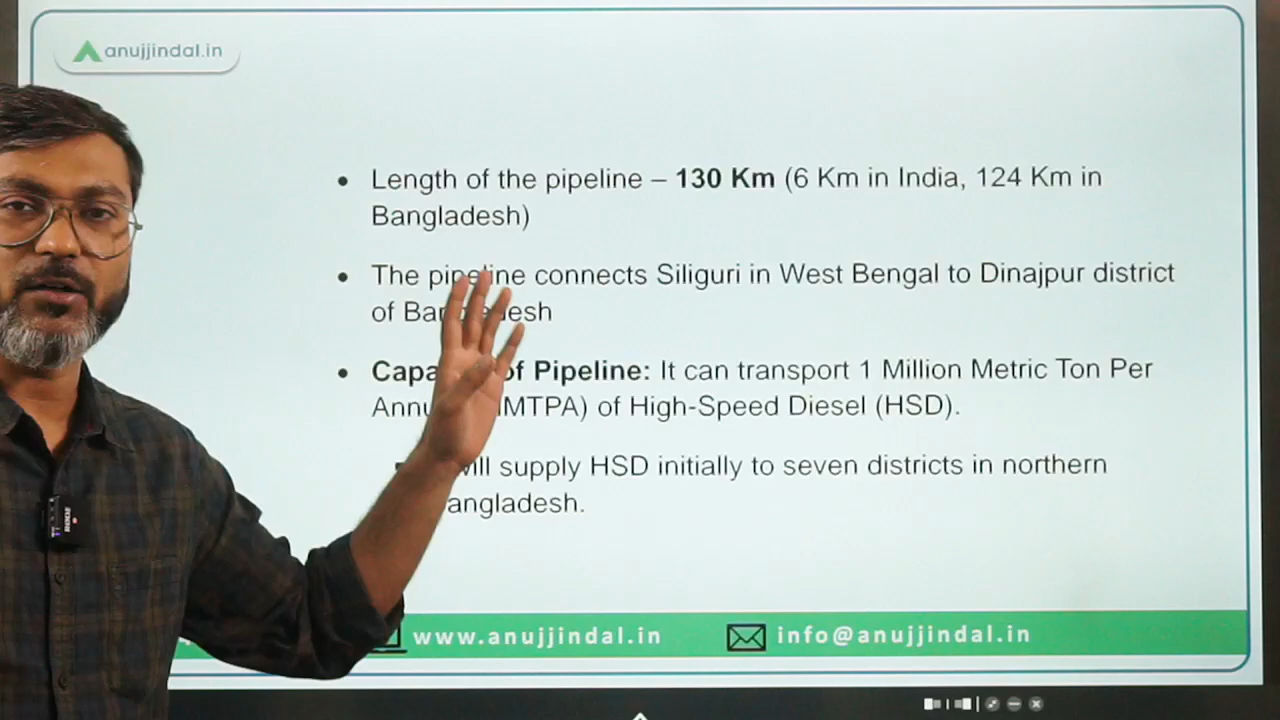 anujjindal.in
• Length of the pipeline – 130 Km (6 Km in India, 124 Km in
Bangladesh)
• The pipeline connects Siliguri in West Bengal to Dinajpur district
of Bangladesh
• Capa of Pipeline: It can transport 1 Million Metric Ton Per
Annu MTPA) of High-Speed Diesel (HSD).
will supply HSD initially to seven districts in northern
angladesh.
www.anujjindal.in info@anujjindal.in